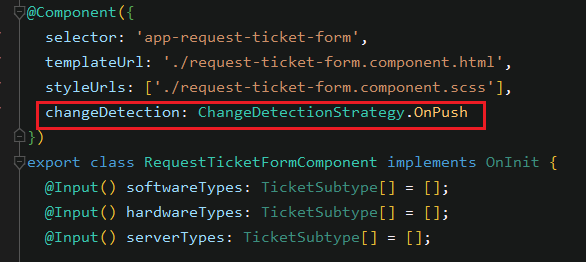 @Component({
selector: 'app-request-ticket-form',
templateUrl: './request-ticket-form.component.html',
styleUrls: ['./request-ticket-form.component.scss'],
changeDetection: ChangeDetectionStrategy.OnPush
})
export class RequestTicketFormComponent implements OnInit {
@Input() softwareTypes: TicketSubtype[] = [];
@Input() hardwareTypes: TicketSubtype[] = [];
@Input() serverTypes: TicketSubtype[] = [];